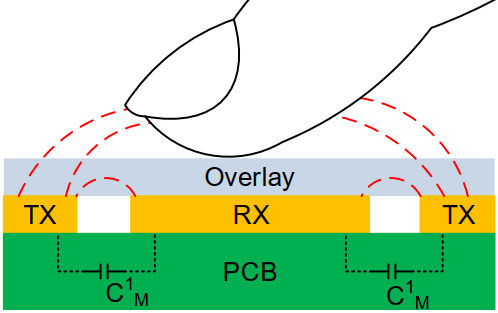 Overlay
TX RX TX
PCB
C¹M C¹M